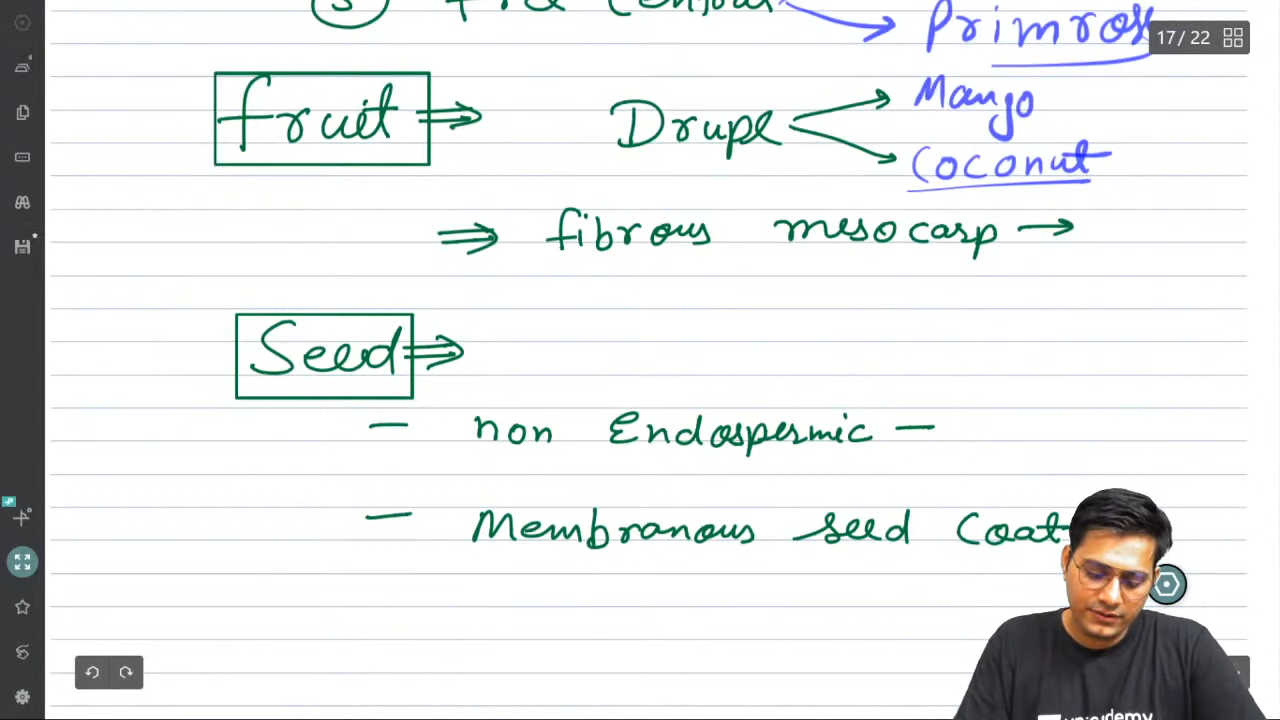 Primrose
17/22
Fruit ⇒ Drupe → Mango
→ Coconut
⇒ fibrous mesocarp →
Seed ⇒
– non Endospermic –
– Membranous seed Coat